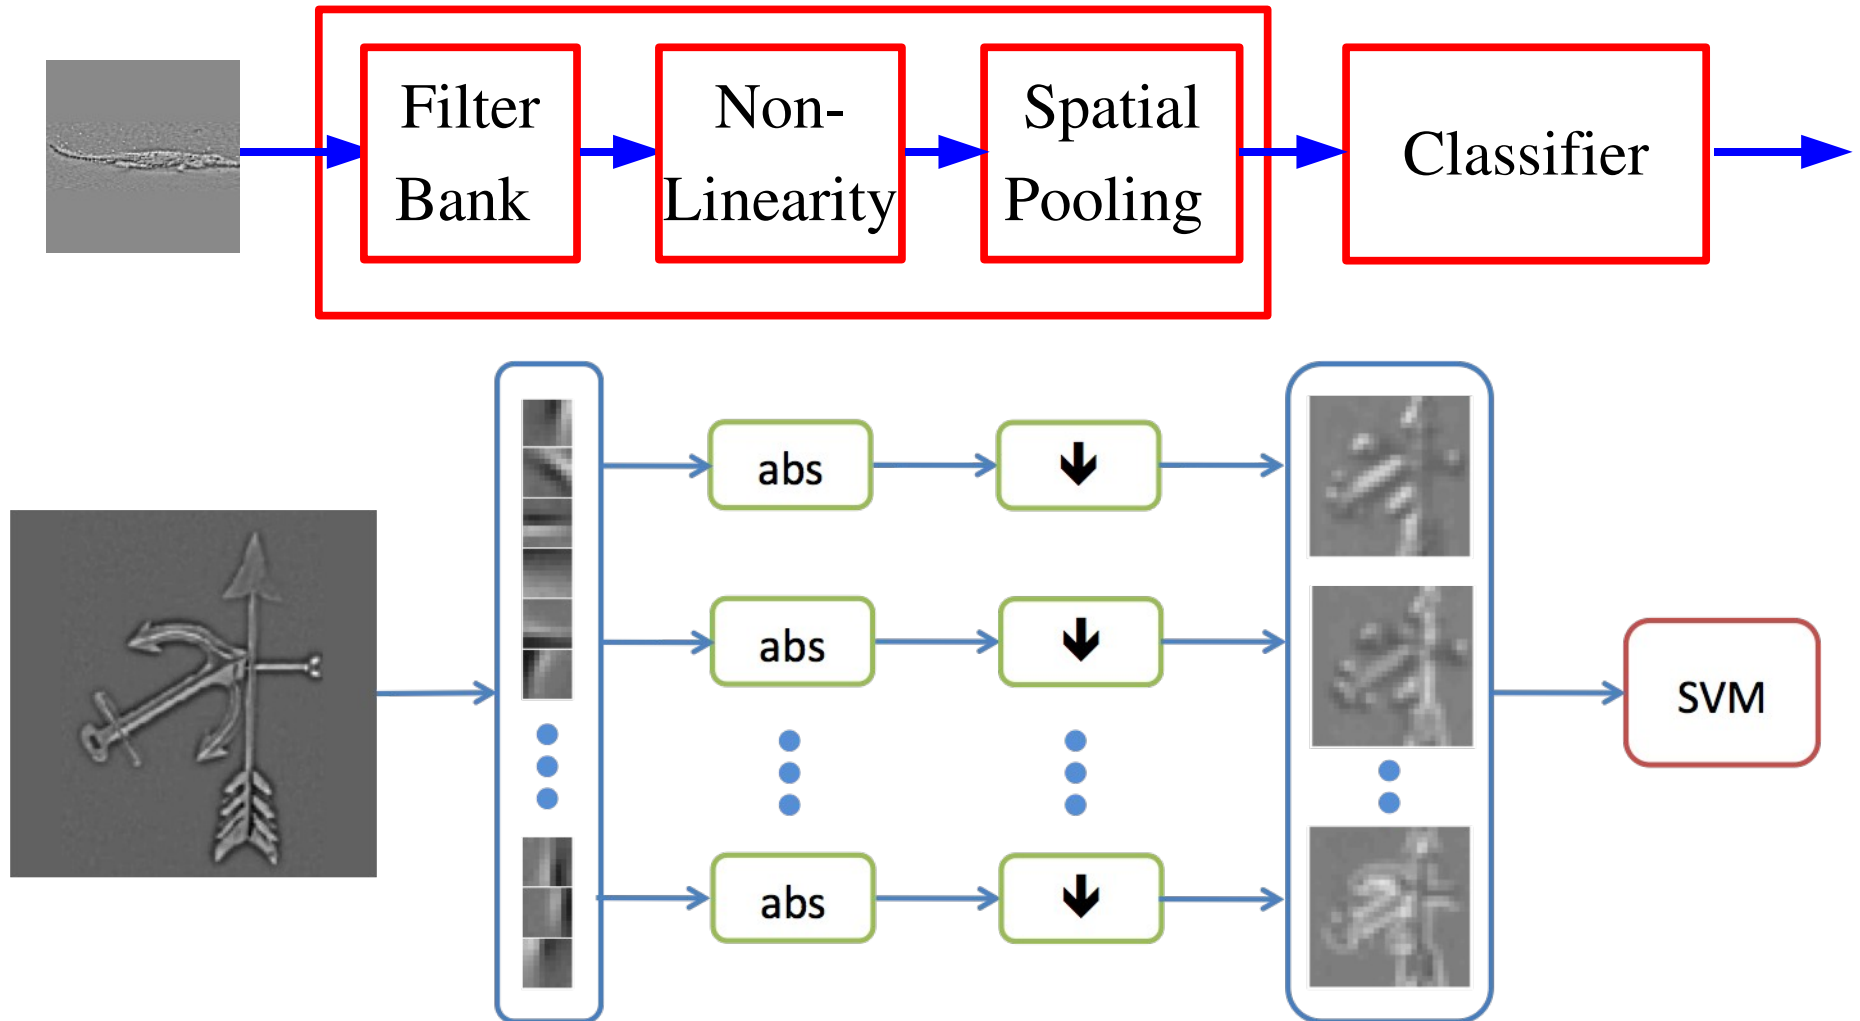 Filter
Bank
Non-
Linearity
Spatial
Pooling
Classifier
abs
abs
abs
SVM